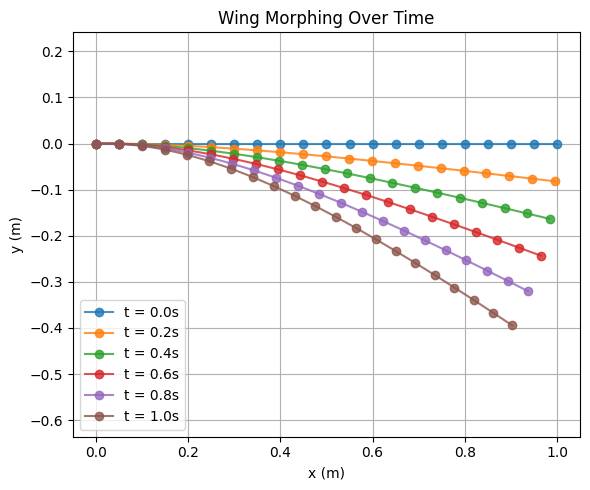 Wing Morphing Over Time
y (m)
0.2
0.1
0.0
−0.1
−0.2
−0.3
−0.4
−0.5
−0.6
t = 0.0s
t = 0.2s
t = 0.4s
t = 0.6s
t = 0.8s
t = 1.0s
0.0 0.2 0.4 0.6 0.8 1.0
x (m)